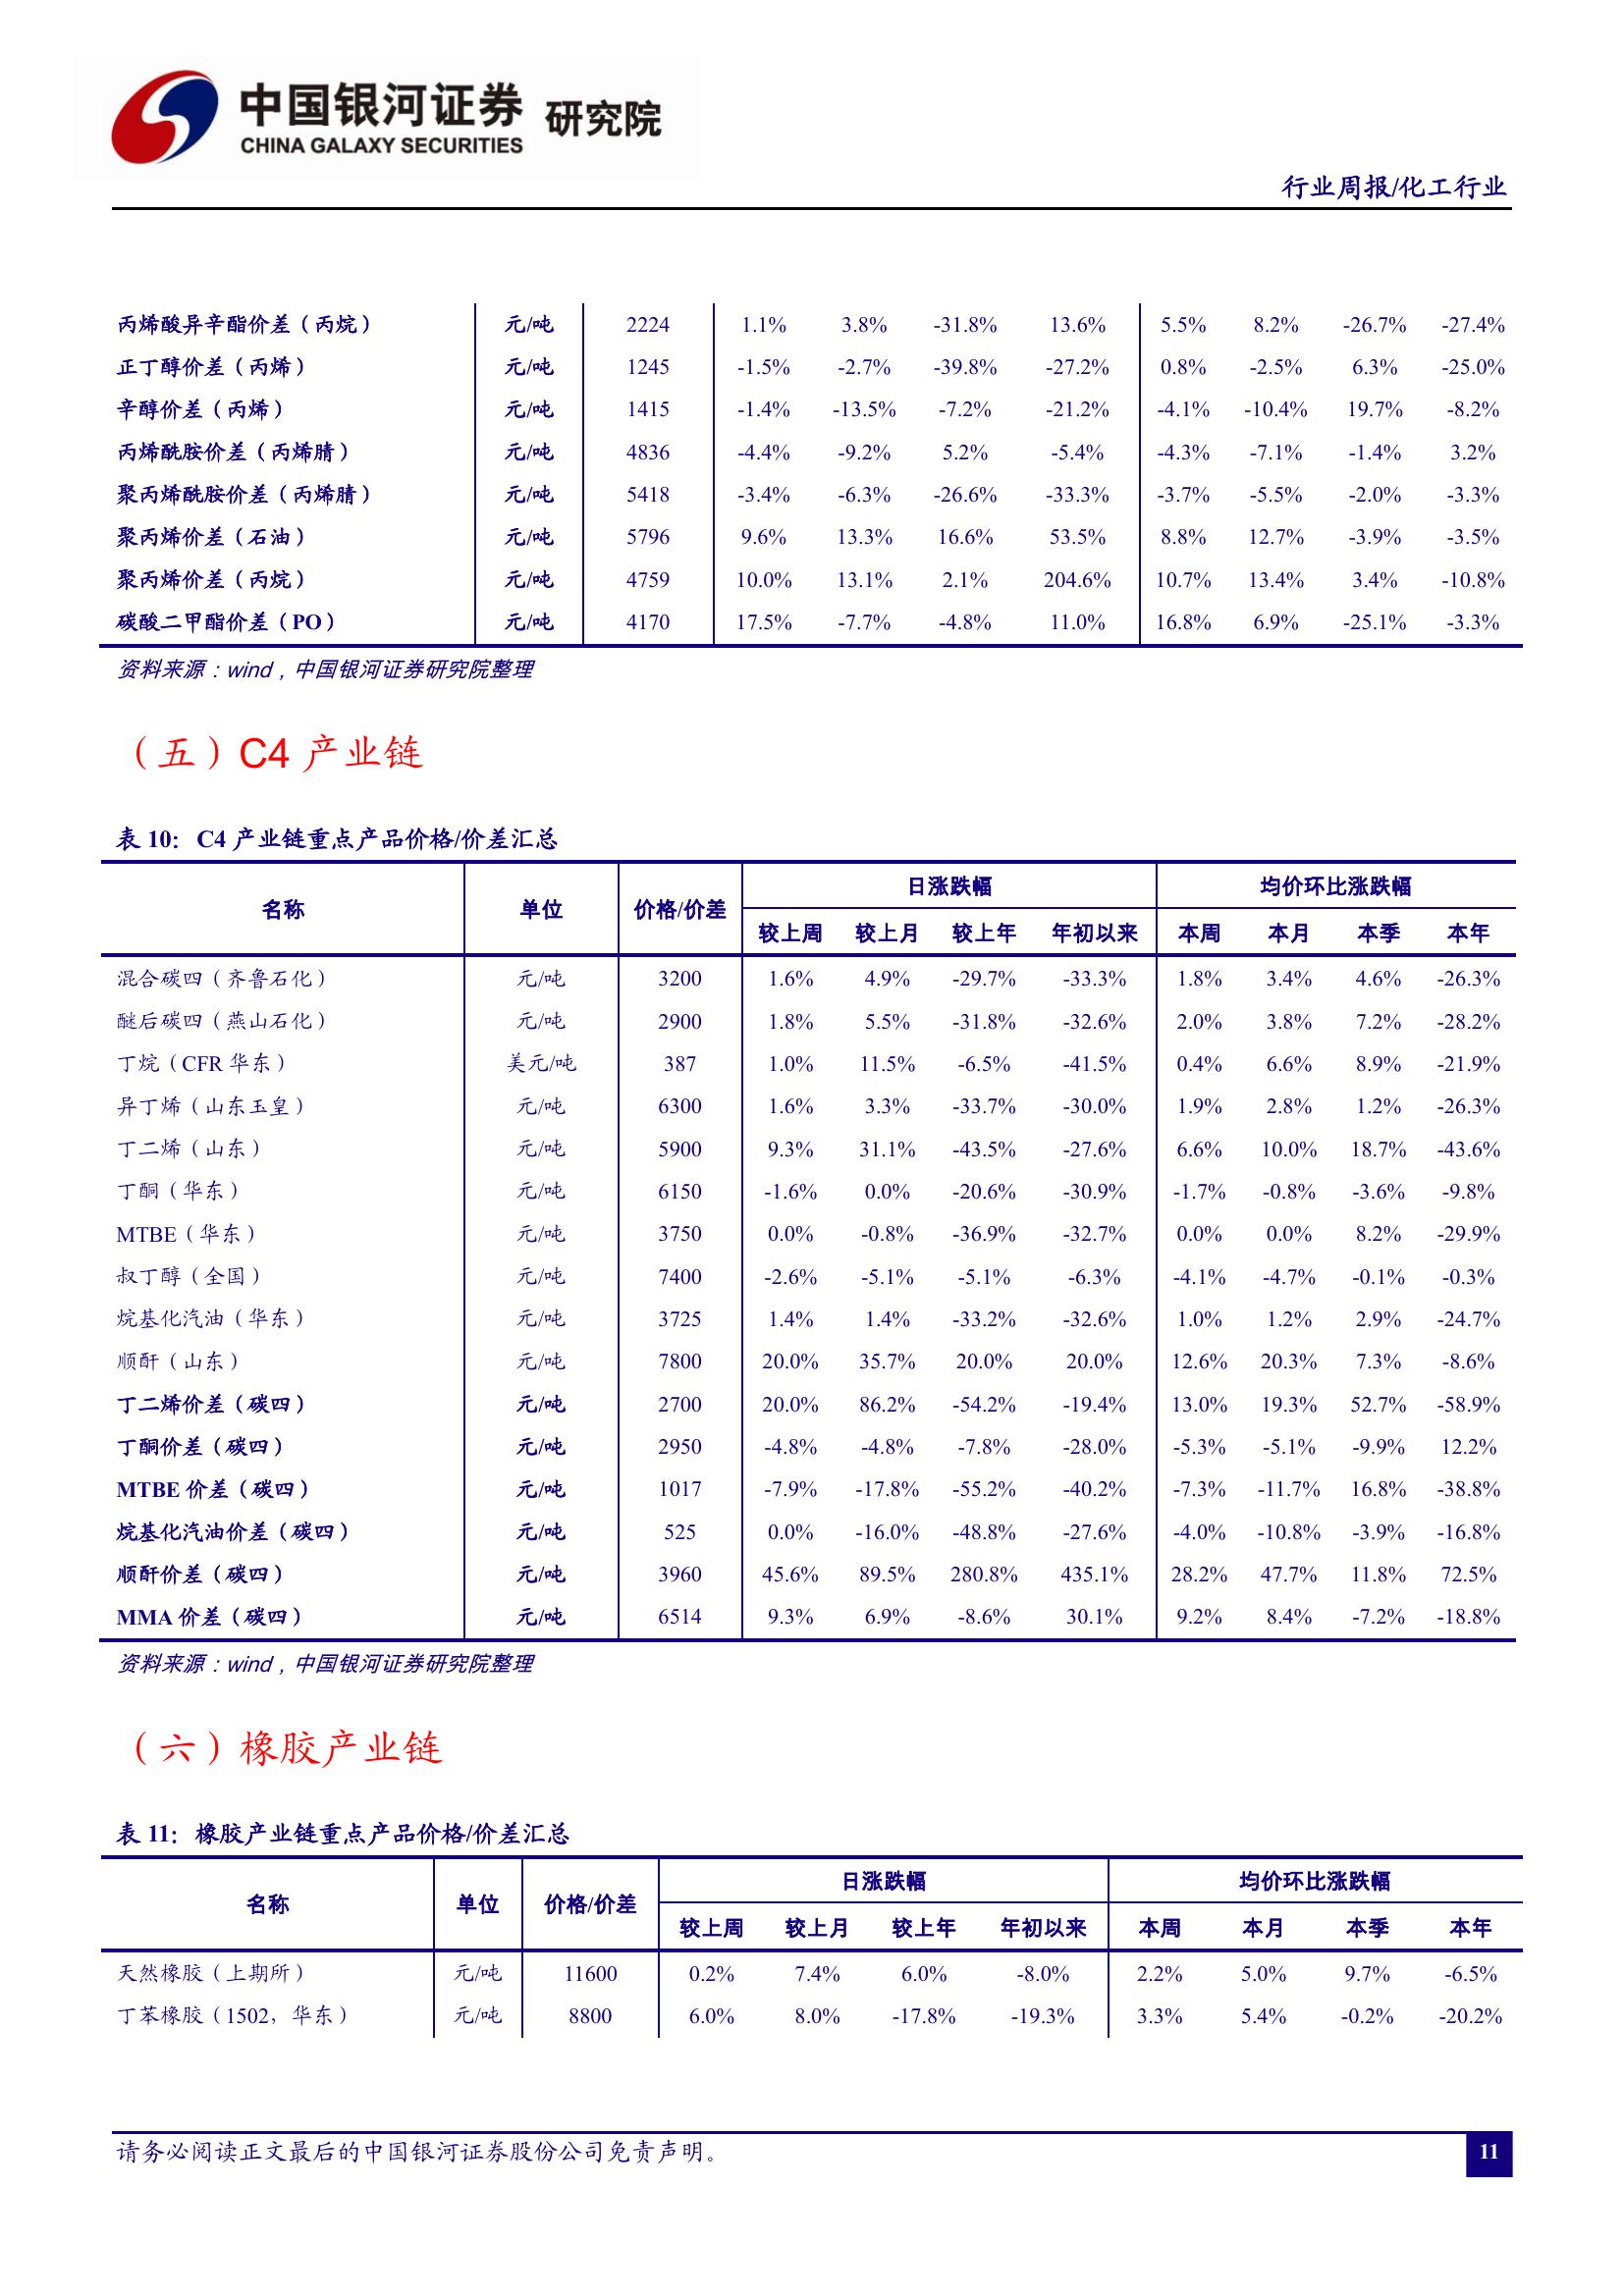 中国银河证券 研究院
CHINA GALAXY SECURITIES
行业周报/化工行业
丙烯酸异辛酯价差（丙烷） 元/吨 2224 1.1% 3.8% -31.8% 13.6% 5.5% 8.2% -26.7% -27.4%
正丁醇价差（丙烯） 元/吨 1245 -1.5% -2.7% -39.8% -27.2% 0.8% -2.5% 6.3% -25.0%
辛醇价差（丙烯） 元/吨 1415 -1.4% -13.5% -7.2% -21.2% -4.1% -10.4% 19.7% -8.2%
丙烯酰胺价差（丙烯腈） 元/吨 4836 -4.4% -9.2% 5.2% -5.4% -4.3% -7.1% -1.4% 3.2%
聚丙烯酰胺价差（丙烯腈） 元/吨 5418 -3.4% -6.3% -26.6% -33.3% -3.7% -5.5% -2.0% -3.3%
聚丙烯价差（石油） 元/吨 5796 9.6% 13.3% 16.6% 53.5% 8.8% 12.7% -3.9% -3.5%
聚丙烯价差（丙烷） 元/吨 4759 10.0% 13.1% 2.1% 204.6% 10.7% 13.4% 3.4% -10.8%
碳酸二甲酯价差（PO） 元/吨 4170 17.5% -7.7% -4.8% 11.0% 16.8% 6.9% -25.1% -3.3%
资料来源：wind，中国银河证券研究院整理
（五）C4 产业链
表 10：C4 产业链重点产品价格/价差汇总
名称 单位 价格/价差 日涨跌幅 均价环比涨跌幅
较上周 较上月 较上年 年初以来 本周 本月 本季 本年
混合碳四（齐鲁石化） 元/吨 3200 1.6% 4.9% -29.7% -33.3% 1.8% 3.4% 4.6% -26.3%
醚后碳四（燕山石化） 元/吨 2900 1.8% 5.5% -31.8% -32.6% 2.0% 3.8% 7.2% -28.2%
丁烷（CFR 华东） 美元/吨 387 1.0% 11.5% -6.5% -41.5% 0.4% 6.6% 8.9% -21.9%
异丁烯（山东玉皇） 元/吨 6300 1.6% 3.3% -33.7% -30.0% 1.9% 2.8% 1.2% -26.3%
丁二烯（山东） 元/吨 5900 9.3% 31.1% -43.5% -27.6% 6.6% 10.0% 18.7% -43.6%
丁酮（华东） 元/吨 6150 -1.6% 0.0% -20.6% -30.9% -1.7% -0.8% -3.6% -9.8%
MTBE（华东） 元/吨 3750 0.0% -0.8% -36.9% -32.7% 0.0% 0.0% 8.2% -29.9%
叔丁醇（全国） 元/吨 7400 -2.6% -5.1% -5.1% -6.3% -4.1% -4.7% -0.1% -0.3%
烷基化汽油（华东） 元/吨 3725 1.4% 1.4% -33.2% -32.6% 1.0% 1.2% 2.9% -24.7%
顺酐（山东） 元/吨 7800 20.0% 35.7% 20.0% 20.0% 12.6% 20.3% 7.3% -8.6%
丁二烯价差（碳四） 元/吨 2700 20.0% 86.2% -54.2% -19.4% 13.0% 19.3% 52.7% -58.9%
丁酮价差（碳四） 元/吨 2950 -4.8% -4.8% -7.8% -28.0% -5.3% -5.1% -9.9% 12.2%
MTBE 价差（碳四） 元/吨 1017 -7.9% -17.8% -55.2% -40.2% -7.3% -11.7% 16.8% -38.8%
烷基化汽油价差（碳四） 元/吨 525 0.0% -16.0% -48.8% -27.6% -4.0% -10.8% -3.9% -16.8%
顺酐价差（碳四） 元/吨 3960 45.6% 89.5% 280.8% 435.1% 28.2% 47.7% 11.8% 72.5%
MMA 价差（碳四） 元/吨 6514 9.3% 6.9% -8.6% 30.1% 9.2% 8.4% -7.2% -18.8%
资料来源：wind，中国银河证券研究院整理
（六）橡胶产业链
表 11：橡胶产业链重点产品价格/价差汇总
名称 单位 价格/价差 日涨跌幅 均价环比涨跌幅
较上周 较上月 较上年 年初以来 本周 本月 本季 本年
天然橡胶（上期所） 元/吨 11600 0.2% 7.4% 6.0% -8.0% 2.2% 5.0% 9.7% -6.5%
丁苯橡胶（1502，华东） 元/吨 8800 6.0% 8.0% -17.8% -19.3% 3.3% 5.4% -0.2% -20.2%
请务必阅读正文最后的中国银河证券股份公司免责声明。 11